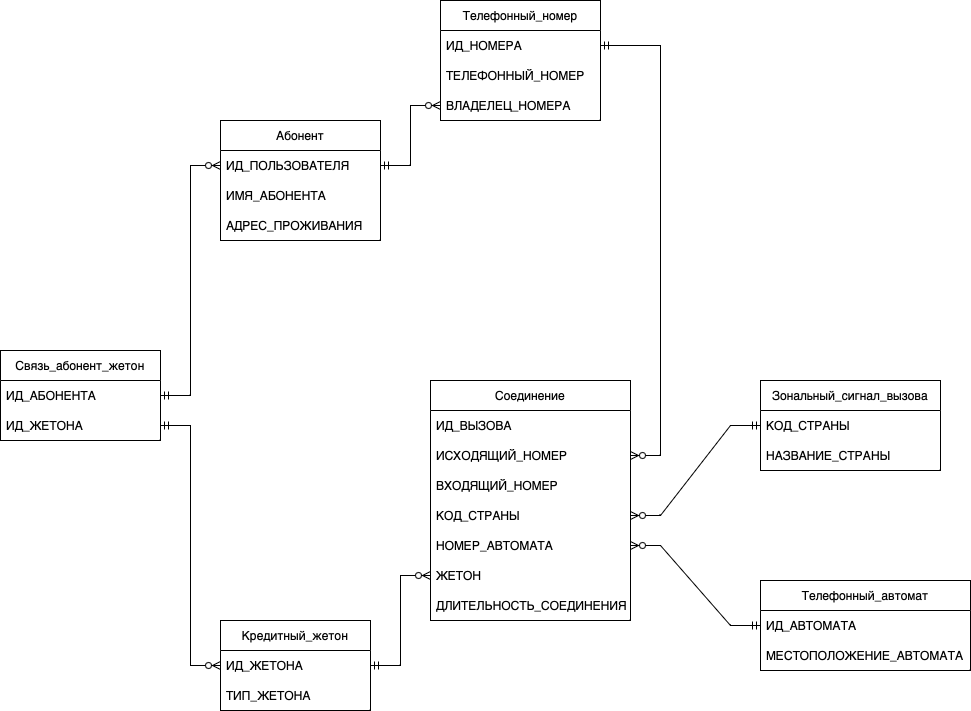 Телефонный_номер
ИД_НОМЕРА
ТЕЛЕФОННЫЙ_НОМЕР
ВЛАДЕЛЕЦ_НОМЕРА
Абонент
ИД_ПОЛЬЗОВАТЕЛЯ
ИМЯ_АБОНЕНТА
АДРЕС_ПРОЖИВАНИЯ
Связь_абонент_жетон
ИД_АБОНЕНТА
ИД_ЖЕТОНА
Соединение
ИД_ВЫЗОВА
ИСХОДЯЩИЙ_НОМЕР
ВХОДЯЩИЙ_НОМЕР
КОД_СТРАНЫ
НОМЕР_АВТОМАТА
ЖЕТОН
ДЛИТЕЛЬНОСТЬ_СОЕДИНЕНИЯ
Зональный_сигнал_вызова
КОД_СТРАНЫ
НАЗВАНИЕ_СТРАНЫ
Телефонный_автомат
ИД_АВТОМАТА
МЕСТОПОЛОЖЕНИЕ_АВТОМАТА
Кредитный_жетон
ИД_ЖЕТОНА
ТИП_ЖЕТОНА